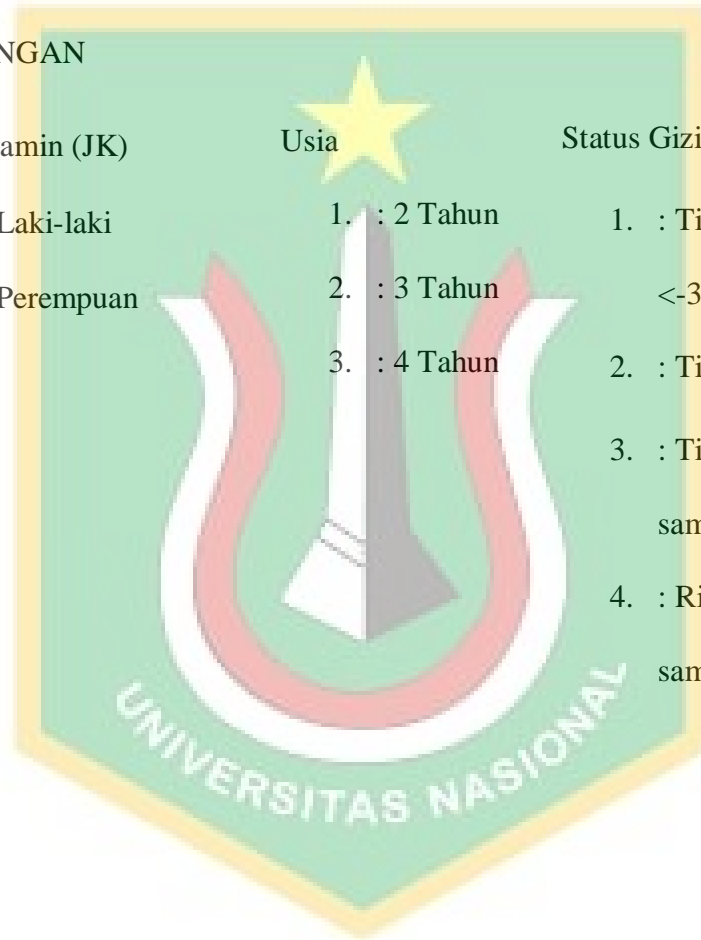 NGAN
amin (JK)
Laki-laki
Perempuan
Usia
1. : 2 Tahun
2. : 3 Tahun
3. : 4 Tahun
Status Gizi
1. : Ti
<-3
2. : Ti
3. : Ti
sam
4. : Ri
sam
UNIVERSITAS NASIONAL